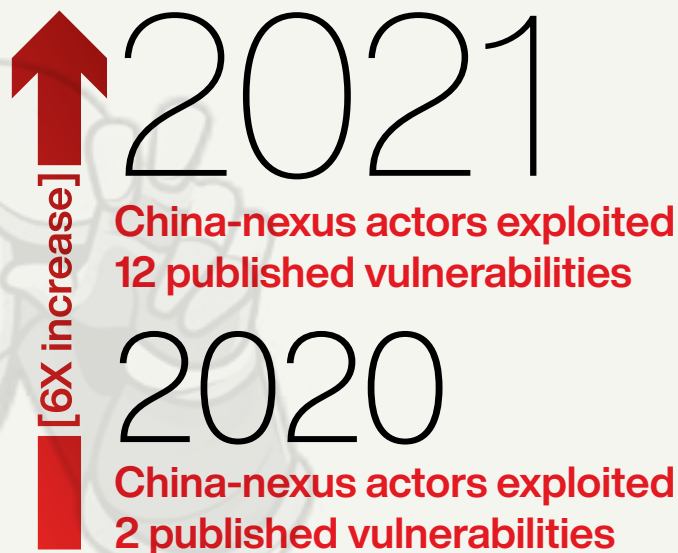 2021
China-nexus actors exploited
12 published vulnerabilities
[6X increase]
2020
China-nexus actors exploited
2 published vulnerabilities